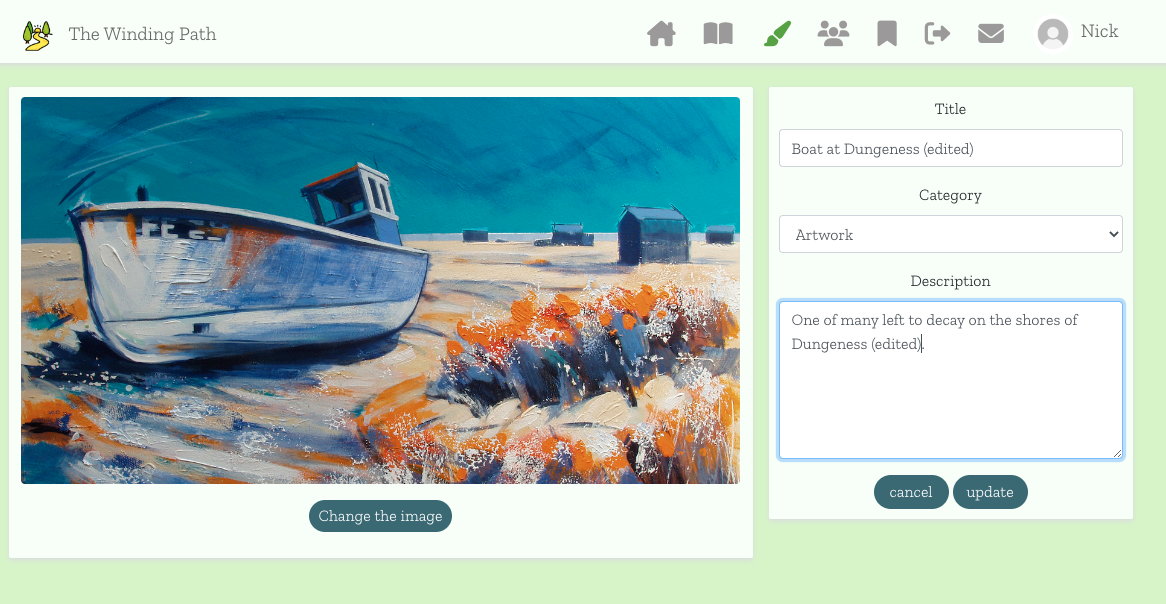 The Winding Path
Nick
Title
Boat at Dungeness (edited)
Category
Artwork
Description
One of many left to decay on the shores of
Dungeness (edited).
cancel
update
Change the image